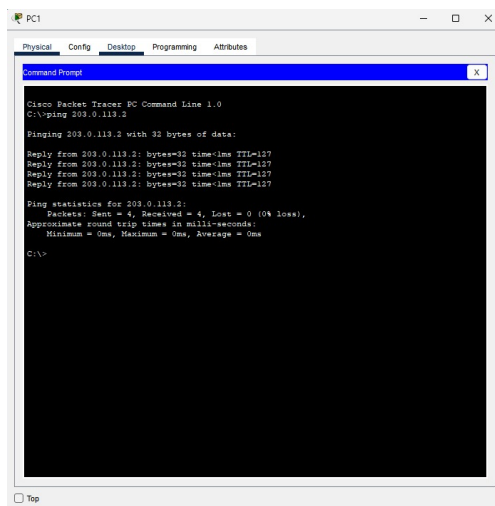 PC1
Physical Config Desktop Programming Attributes
Command Prompt
X
Cisco Packet Tracer PC Command Line 1.0
C:\>ping 203.0.113.2
Pinging 203.0.113.2 with 32 bytes of data:
Reply from 203.0.113.2: bytes=32 time<1ms TTL=127
Reply from 203.0.113.2: bytes=32 time<1ms TTL=127
Reply from 203.0.113.2: bytes=32 time<1ms TTL=127
Reply from 203.0.113.2: bytes=32 time<1ms TTL=127
Ping statistics for 203.0.113.2:
Packets: Sent = 4, Received = 4, Lost = 0 (0% loss),
Approximate round trip times in milli-seconds:
Minimum = 0ms, Maximum = 0ms, Average = 0ms
C:\>
Top